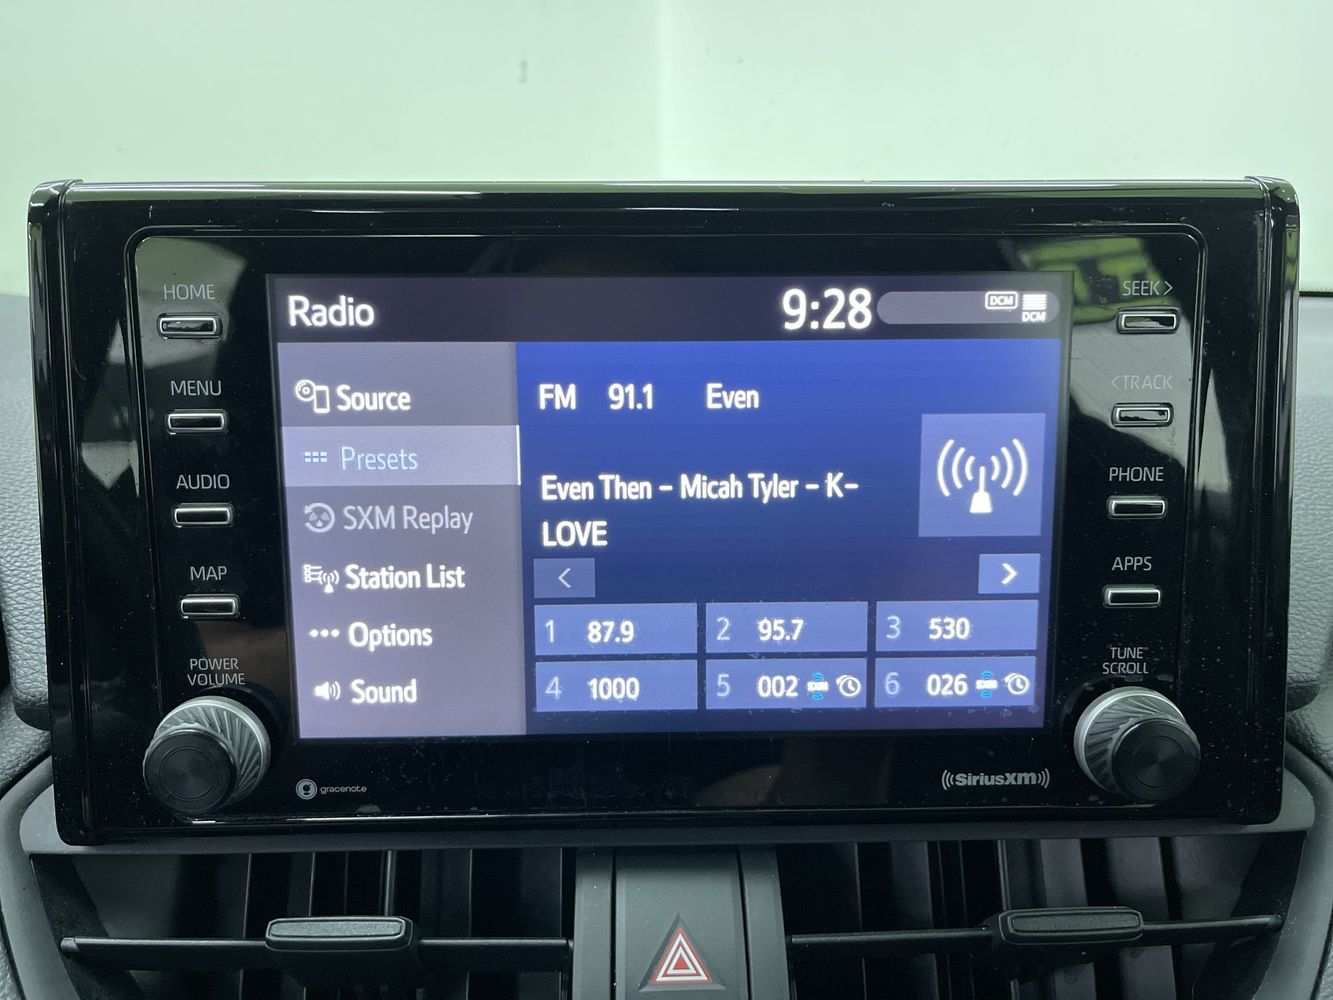 HOME
MENU
AUDIO
MAP
POWER
VOLUME
Radio
9:28
DCM
DCM
Source
Presets
SXM Replay
Station List
Options
Sound
FM 91.1 Even
Even Then – Micah Tyler – K–
LOVE
<
>
1 87.9
2 95.7
3 530
4 1000
5 002
6 026
SEEK >
< TRACK
PHONE
APPS
TUNE
SCROLL
gracenote
((SiriusXM))